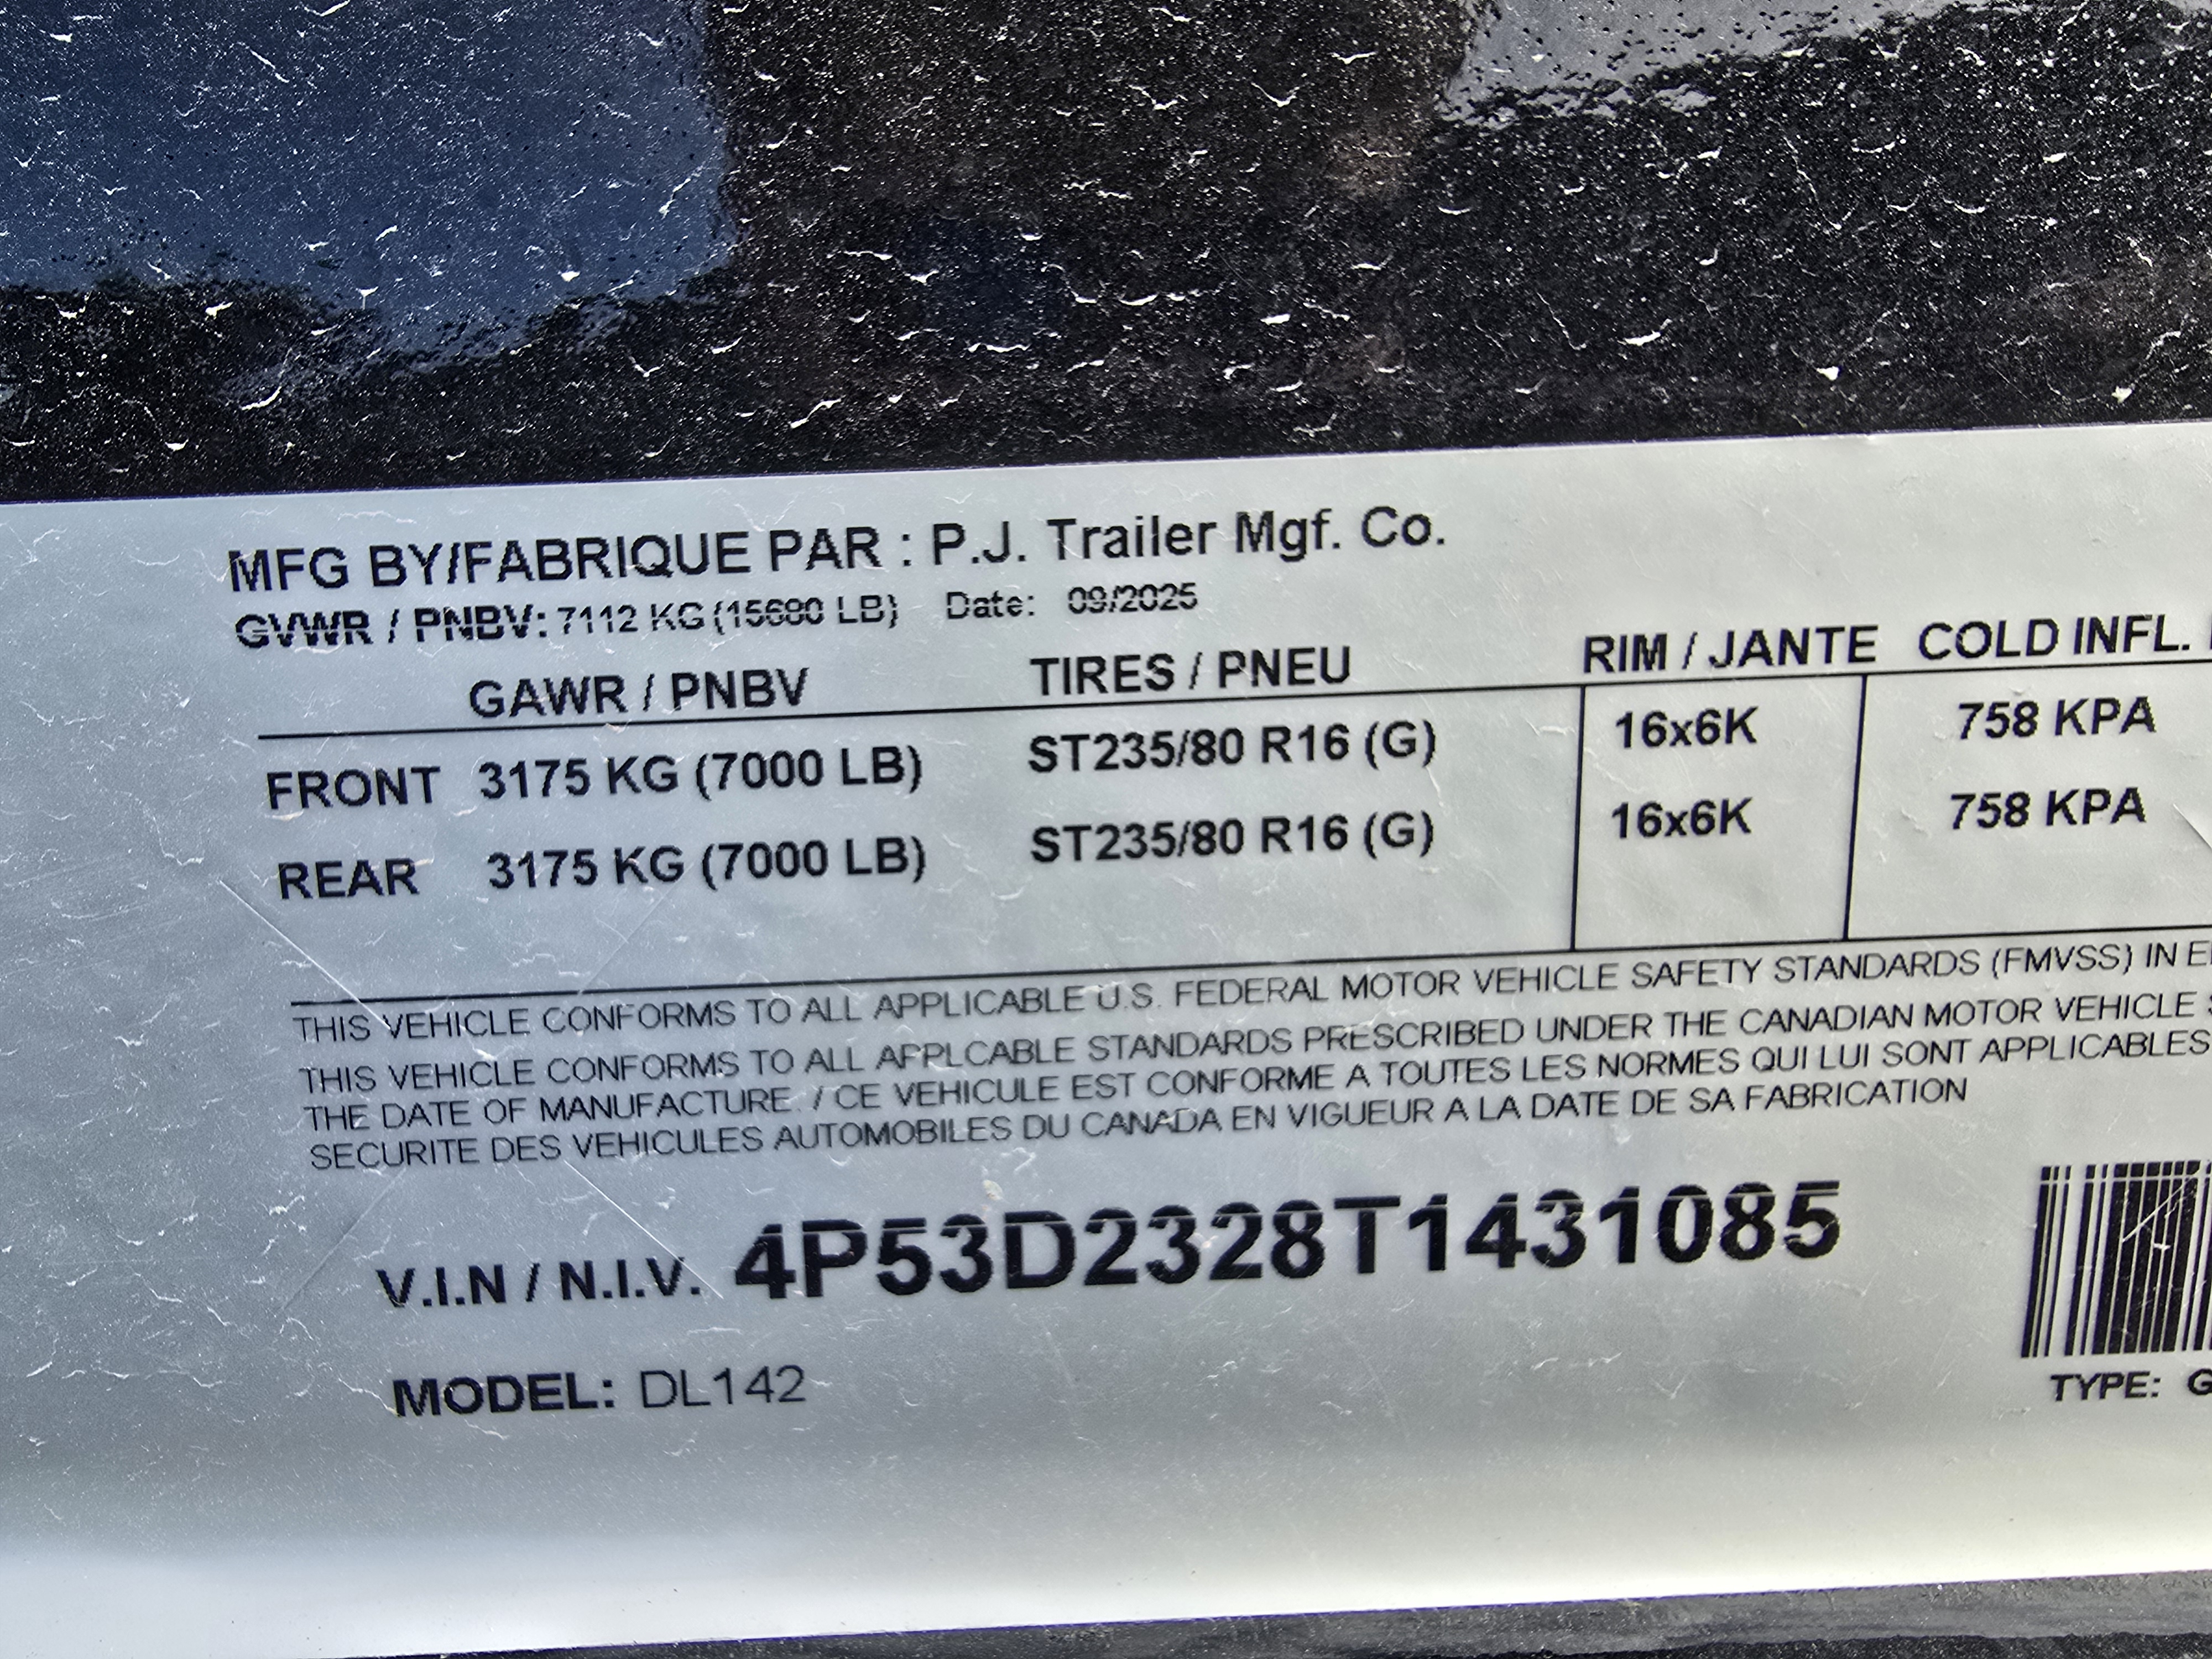 MFG BY/FABRIQUE PAR : P.J. Trailer Mgf. Co.
GVWR / PNBV: 7112 KG (15680 LB) Date: 09/2025
GAWR / PNBV TIRES / PNEU RIM / JANTE COLD INFL.
FRONT 3175 KG (7000 LB) ST235/80 R16 (G) 16x6K 758 KPA
REAR 3175 KG (7000 LB) ST235/80 R16 (G) 16x6K 758 KPA
THIS VEHICLE CONFORMS TO ALL APPLICABLE U.S. FEDERAL MOTOR VEHICLE SAFETY STANDARDS (FMVSS) IN
THIS VEHICLE CONFORMS TO ALL APPLCABLE STANDARDS PRESCRIBED UNDER THE CANADIAN MOTOR VEHICLE
THE DATE OF MANUFACTURE. / CE VEHICULE EST CONFORME A TOUTES LES NORMES QUI LUI SONT APPLICABLES
SECURITE DES VEHICULES AUTOMOBILES DU CANADA EN VIGUEUR A LA DATE DE SA FABRICATION
V.I.N / N.I.V. 4P53D2328T1431085
MODEL: DL142
TYPE: